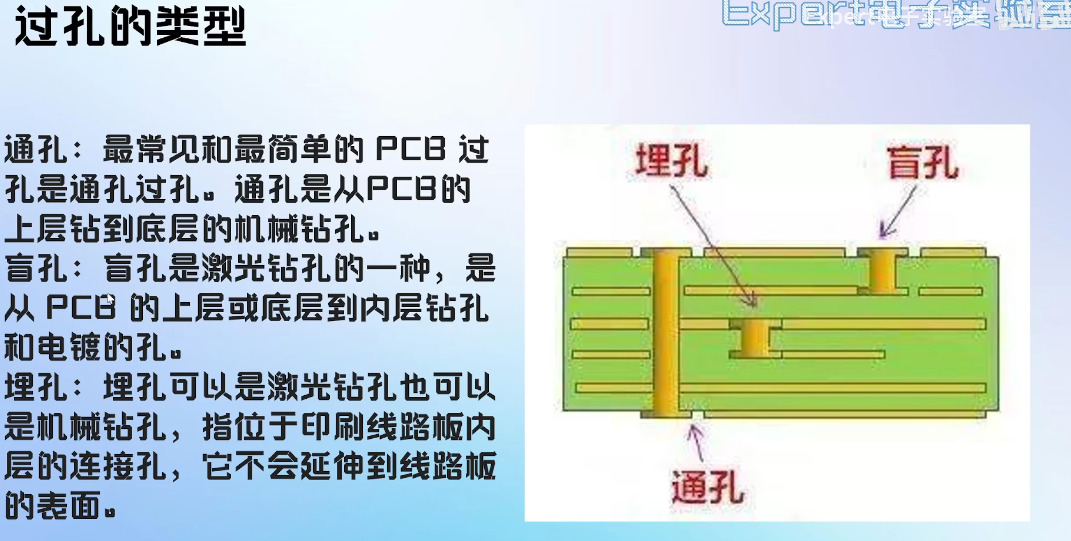 过孔的类型
Expert电子实验室
通孔：最常见和最简单的 PCB 过
孔是通孔过孔。通孔是从PCB的
上层钻到底层的机械钻孔。
盲孔：盲孔是激光钻孔的一种，是
从 PCB 的上层或底层到内层钻孔
和电镀的孔。
埋孔：埋孔可以是激光钻孔也可以
是机械钻孔，指位于印刷线路板内
层的连接孔，它不会延伸到线路板
的表面。
埋孔
盲孔
通孔